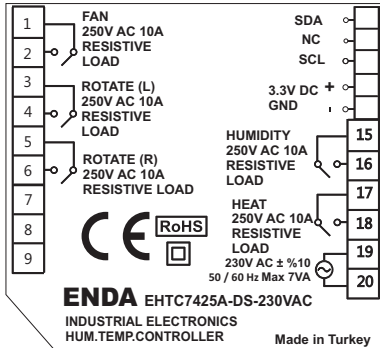 1
2
3
4
5
6
7
8
9
FAN
250V AC 10A
RESISTIVE
LOAD
ROTATE (L)
250V AC 10A
RESISTIVE
LOAD
ROTATE (R)
250V AC 10A
RESISTIVE LOAD
CE
RoHS
SDA
NC
SCL
3.3V DC +
GND -
HUMIDITY
250V AC 10A
RESISTIVE
LOAD
HEAT
250V AC 10A
RESISTIVE
LOAD
230V AC ± %10
50 / 60 Hz Max 7VA
15
16
17
18
19
20
ENDA EHTC7425A-DS-230VAC
INDUSTRIAL ELECTRONICS
HUM.TEMP.CONTROLLER
Made in Turkey